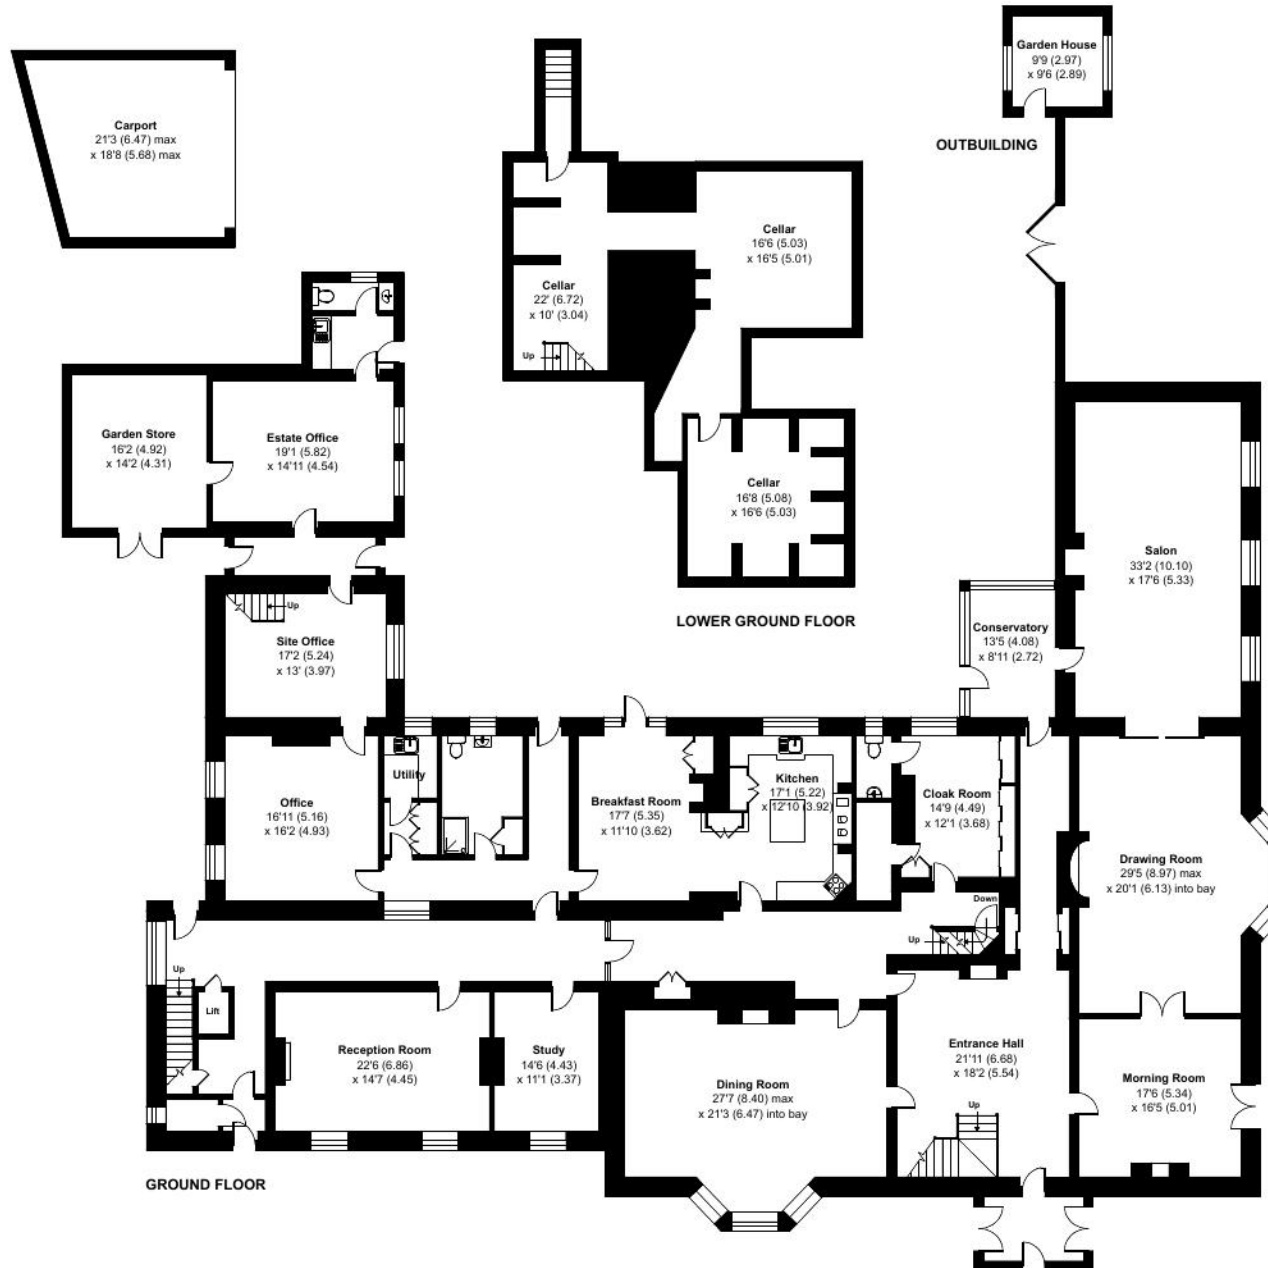 Garden House
9'9 (2.97)
x 9'6 (2.89)
OUTBUILDING
Carport
21'3 (6.47) max
x 18'8 (5.68) max
Cellar
16'6 (5.03)
x 16'5 (5.01)
Cellar
22' (6.72)
x 10' (3.04)
Up
Garden Store
16'2 (4.92)
x 14'2 (4.31)
Estate Office
19'1 (5.82)
x 14'11 (4.54)
Cellar
16'8 (5.08)
x 16'6 (5.03)
LOWER GROUND FLOOR
Salon
33'2 (10.10)
x 17'6 (5.33)
Up
Site Office
17'2 (5.24)
x 13' (3.97)
Conservatory
13'5 (4.08)
x 8'11 (2.72)
Office
16'11 (5.16)
x 16'2 (4.93)
Utility
Breakfast Room
17'7 (5.35)
x 11'10 (3.62)
Kitchen
17'1 (5.22)
x 12'10 (3.92)
Cloak Room
14'9 (4.49)
x 12'1 (3.68)
Drawing Room
29'5 (8.97) max
x 20'1 (6.13) into bay
Down
Up
Up
Lift
Reception Room
22'6 (6.86)
x 14'7 (4.45)
Study
14'6 (4.43)
x 11'1 (3.37)
Dining Room
27'7 (8.40) max
x 21'3 (6.47) into bay
Entrance Hall
21'11 (6.68)
x 18'2 (5.54)
Up
Morning Room
17'6 (5.34)
x 16'5 (5.01)
GROUND FLOOR